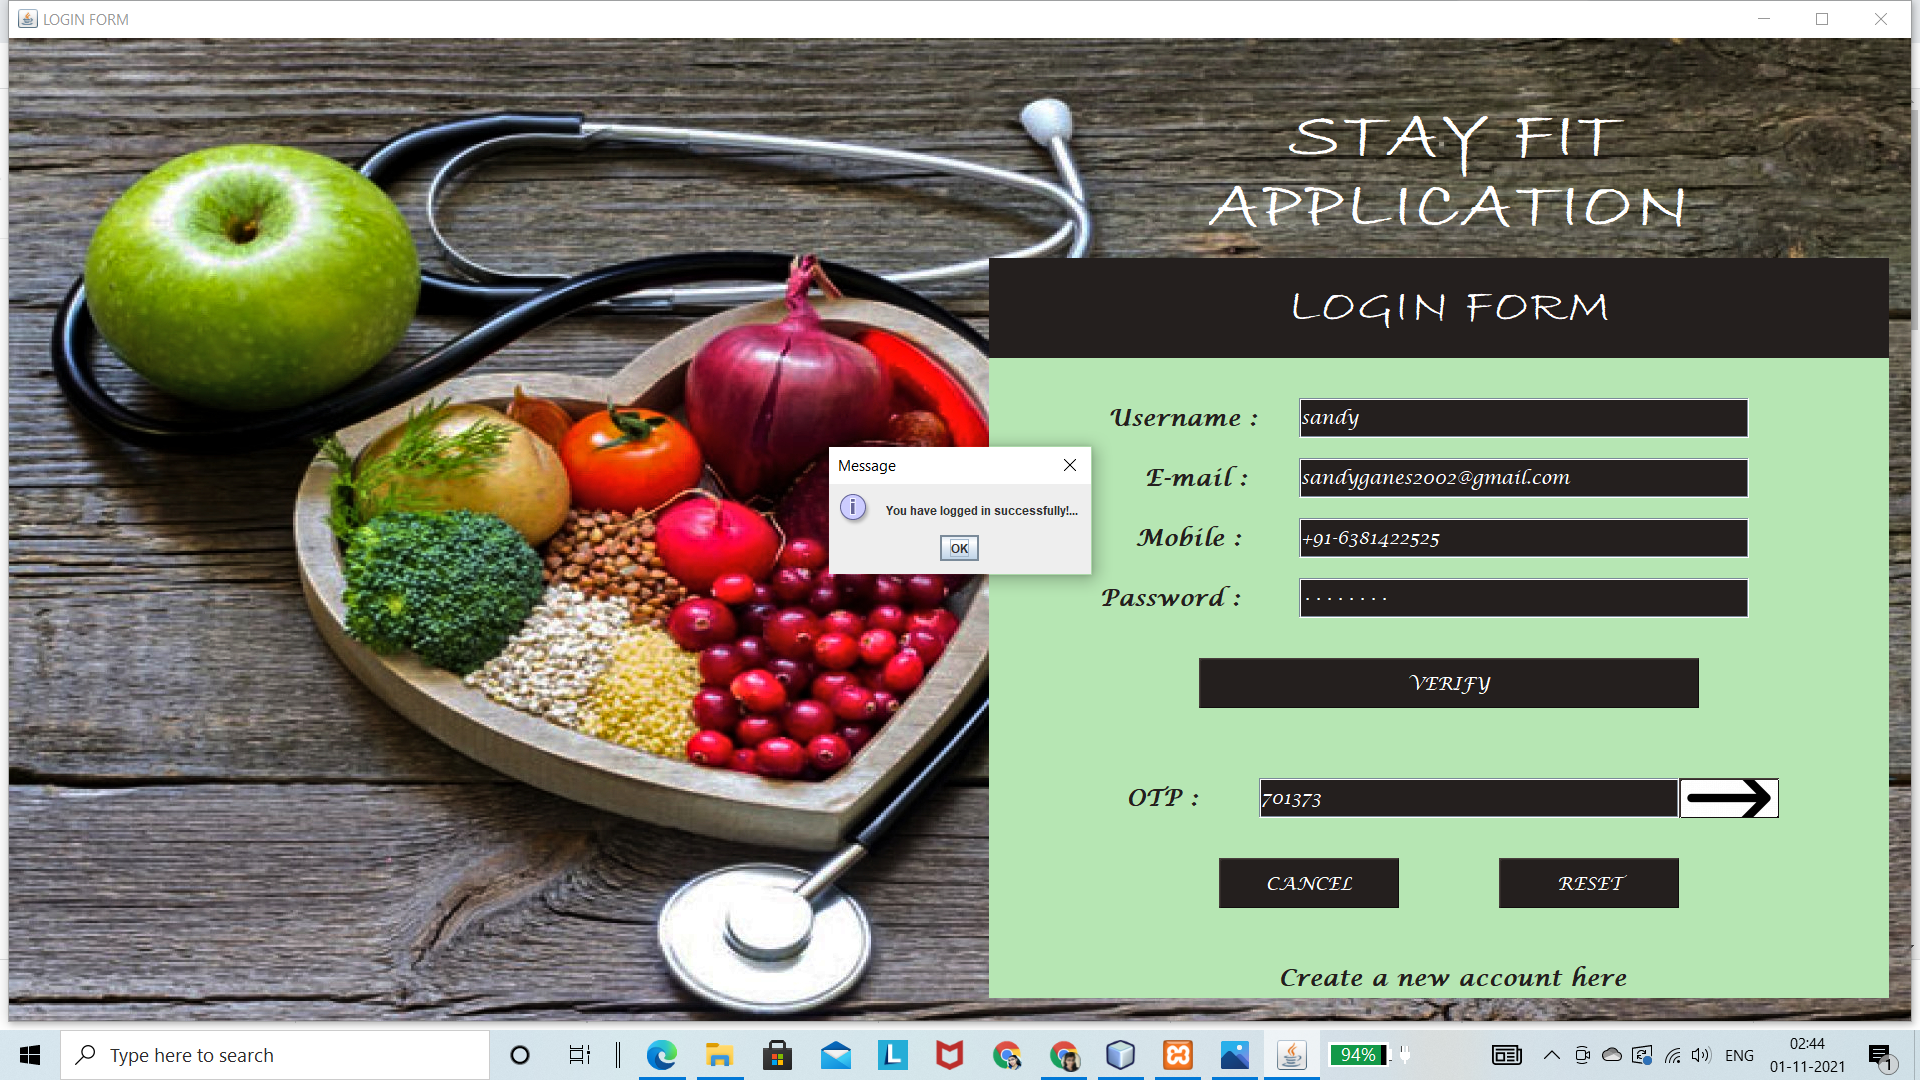 LOGIN FORM
STAY FIT
APPLICATION
LOGIN FORM
Username :
sandy
E-mail :
sandyganes2002@gmail.com
Mobile :
+91-6381422525
Password :
........
Message
You have logged in successfully!...
OK
VERIFY
OTP :
701373
CANCEL
RESET
Create a new account here
Type here to search
94%
ENG
02:44
01-11-2021
1